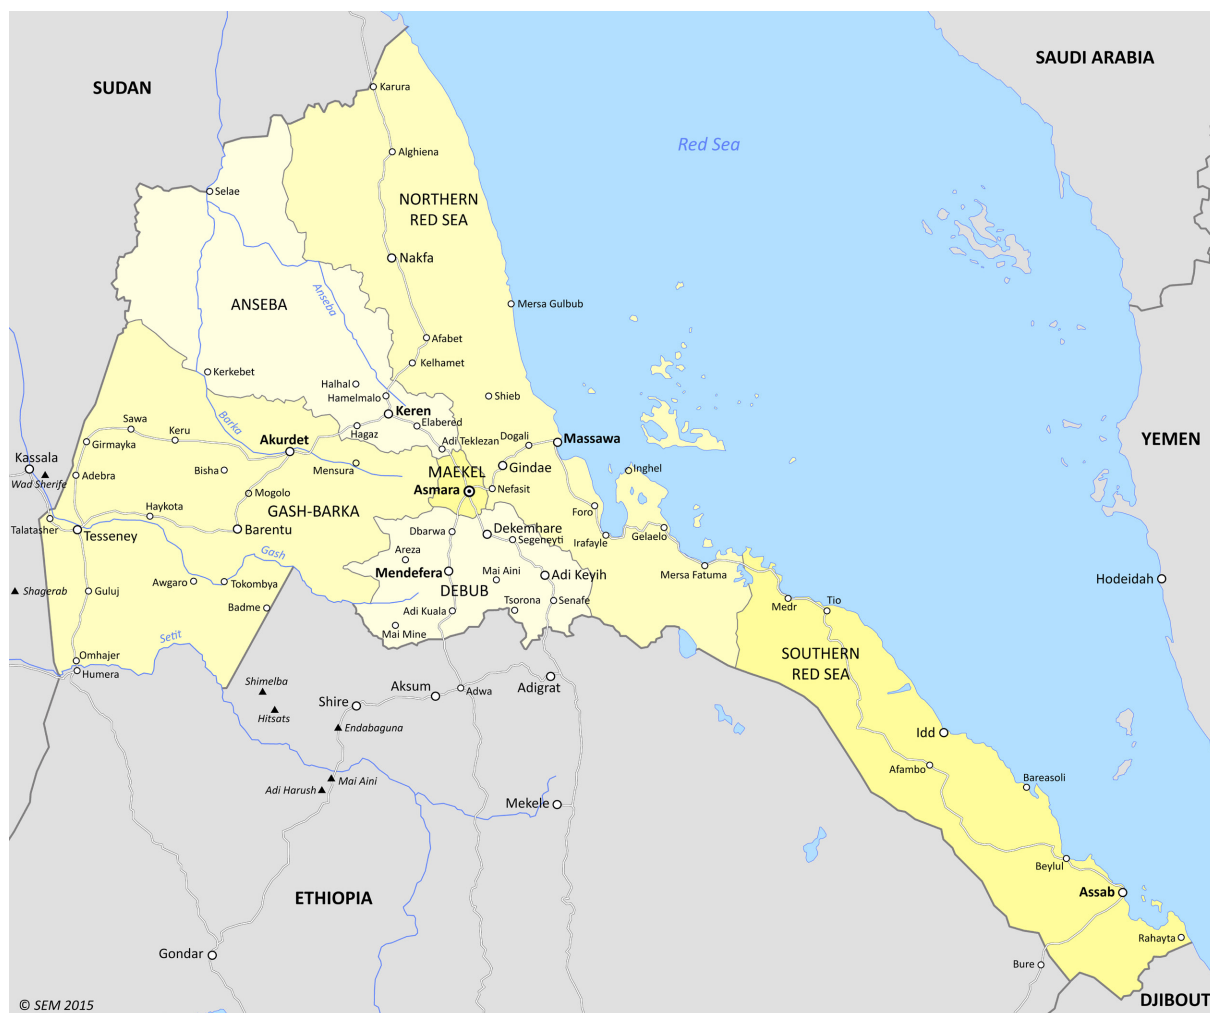 SAUDI ARABIA
SUDAN
Karura
Red Sea
Alghiena
Selae
NORTHERN
RED SEA
Nakfa
Anseba
ANSEBA
Mersa Gulbub
Afabet
Kelhamet
Kerkebet
Halhal
Hamelmalo
Shieb
Keren
Barka
Sawa
Elabered
Keru
Hagaz
Akurdet
Adi Teklezan
Dogali
Massawa
YEMEN
Girmayka
Kassala
Wad Sherife
Adebra
Bisha
Mensura
MAEKEL
Gindae
Inghel
Asmara
Nefasit
Mogolo
Haykota
GASH-BARKA
Foro
Talatasher
Tesseney
Barentu
Dbarwa
Dekemhare
Segeneyti
Irafayle
Gelaelo
Areza
Gash
Mendefera
Mai Aini
Adi Keyih
Mersa Fatuma
Hodeidah
Shagerab
Guluj
Awgaro
Tokombya
DEBUB
Badme
Adi Kuala
Tsorona
Senafe
Medr
Tio
Mai Mine
Setit
Omhajer
Humera
SOUTHERN
RED SEA
Shimelba
Hitsats
Shire
Aksum
Adwa
Adigrat
Endabaguna
Idd
Afambo
Mai Aini
Adi Harush
Bareasoli
Mekele
Beylul
Assab
ETHIOPIA
Rahayta
Gondar
Bure
© SEM 2015
DJIBOUT